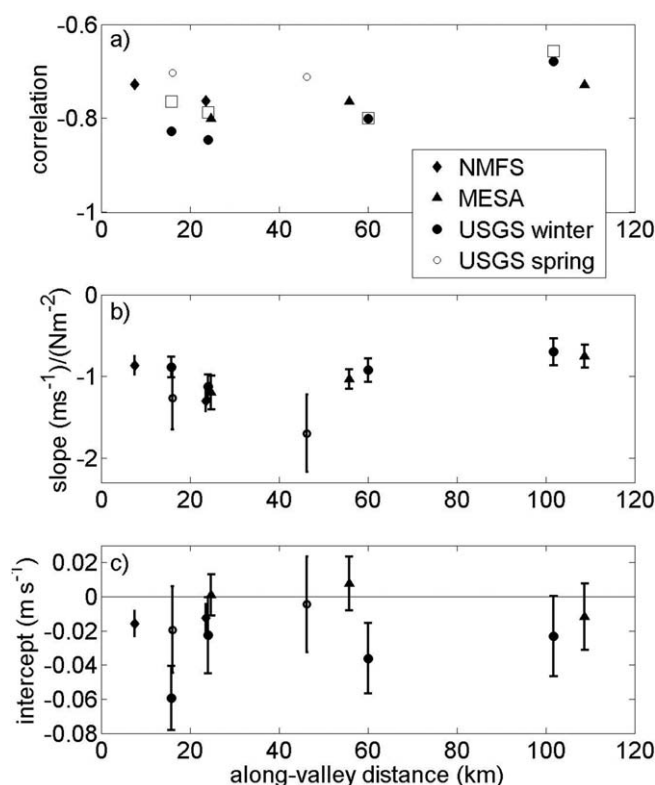 -0.6
a)
-0.8
-1
correlation
0 20 40 60 80 100 120
NMFS
MESA
USGS winter
USGS spring
0
b)
-1
-2
slope (ms⁻¹)/(Nm⁻²)
0 20 40 60 80 100 120
0.02
c)
0
-0.02
-0.04
-0.06
-0.08
intercept (m s⁻¹)
0 20 40 60 80 100 120
along-valley distance (km)